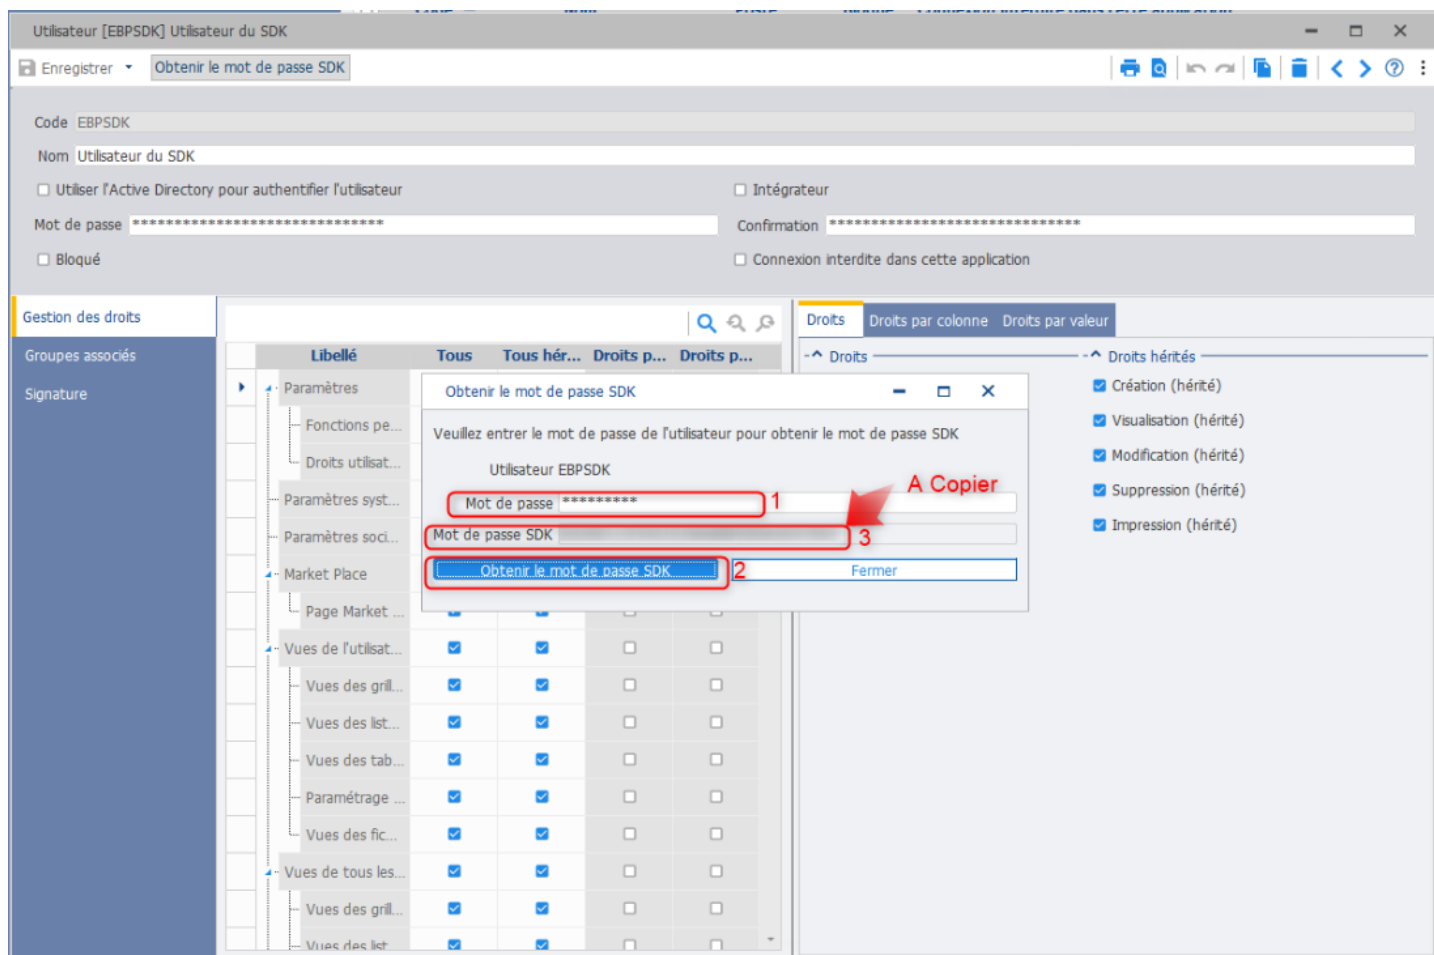 Utilisateur [EBPSDK] Utilisateur du SDK
Enregistrer
Obtenir le mot de passe SDK
Code EBPSDK
Nom Utilisateur du SDK
Utiliser l'Active Directory pour authentifier l'utilisateur
Intégrateur
Mot de passe ******************************
Confirmation ******************************
Bloqué
Connexion interdite dans cette application
Gestion des droits
Groupes associés
Signature
Libellé Tous Tous hér... Droits p... Droits p...
Paramètres
Fonctions pe...
Droits utilisat...
Paramètres syst...
Paramètres soci...
Market Place
Page Market ...
Vues de l'utilisat...
Vues des grill...
Vues des list...
Vues des tab...
Paramétrage ...
Vues des fic...
Vues de tous les...
Vues des grill...
Vues des list
Droits Droits par colonne Droits par valeur
Droits
Droits hérités
Création (hérité)
Visualisation (hérité)
Modification (hérité)
Suppression (hérité)
Impression (hérité)
Obtenir le mot de passe SDK
Veuillez entrer le mot de passe de l'utilisateur pour obtenir le mot de passe SDK
Utilisateur EBPSDK
A Copier
Mot de passe ********* 1
Mot de passe SDK 3
Obtenir le mot de passe SDK 2
Fermer